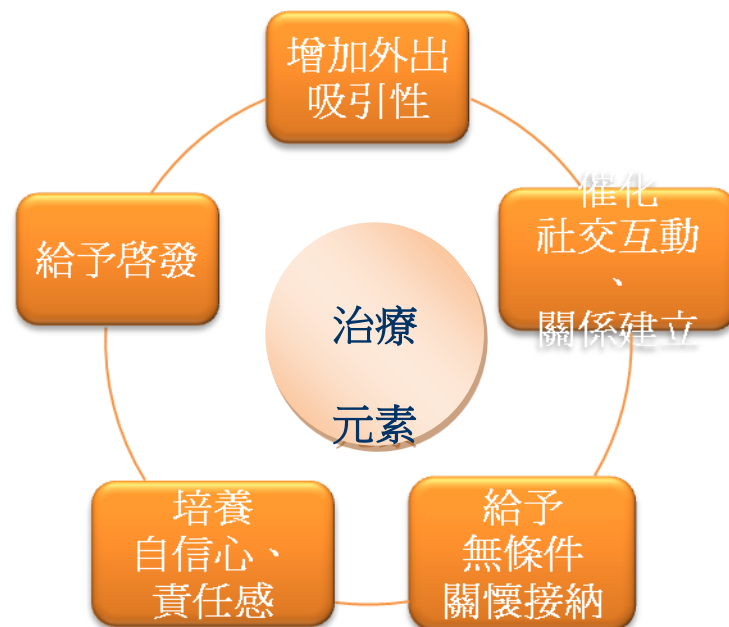 增加外出
吸引性
催化
社交互動
、
關係建立
給予
無條件
關懷接納
培養
自信心、
責任感
給予啓發
治療
元素